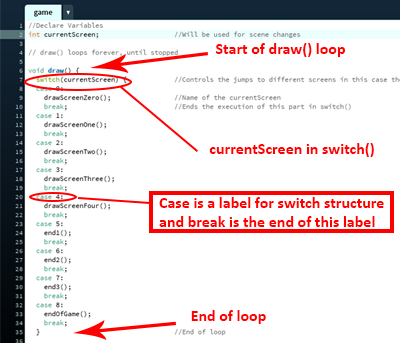 game
1 //Declare Variables
2 int currentScreen; //Will be used for scene changes
3
4 // draw() loops forever, until stopped
5
Start of draw() loop
6 void draw() {
7 switch(currentScreen) { //Controls the jumps to different screens in this case the
8 case 0:
9 drawScreenZero(); //Name of the currentScreen
10 break; //Ends the execution of this part in switch()
11 case 1:
12 drawScreenOne();
13 break;
currentScreen in switch()
14 case 2:
15 drawScreenTwo();
16 break;
17 case 3:
18 drawScreenThree();
19 break;
20 case 4:
Case is a label for switch structure
and break is the end of this label
21 drawScreenFour();
22 break;
23 case 5:
24 end1();
25 break;
26 case 6:
27 end2();
28 break;
29 case 7:
30 end3();
31 break;
32 case 8:
33 endOfGame();
End of loop
34 break;
35 } //End of loop